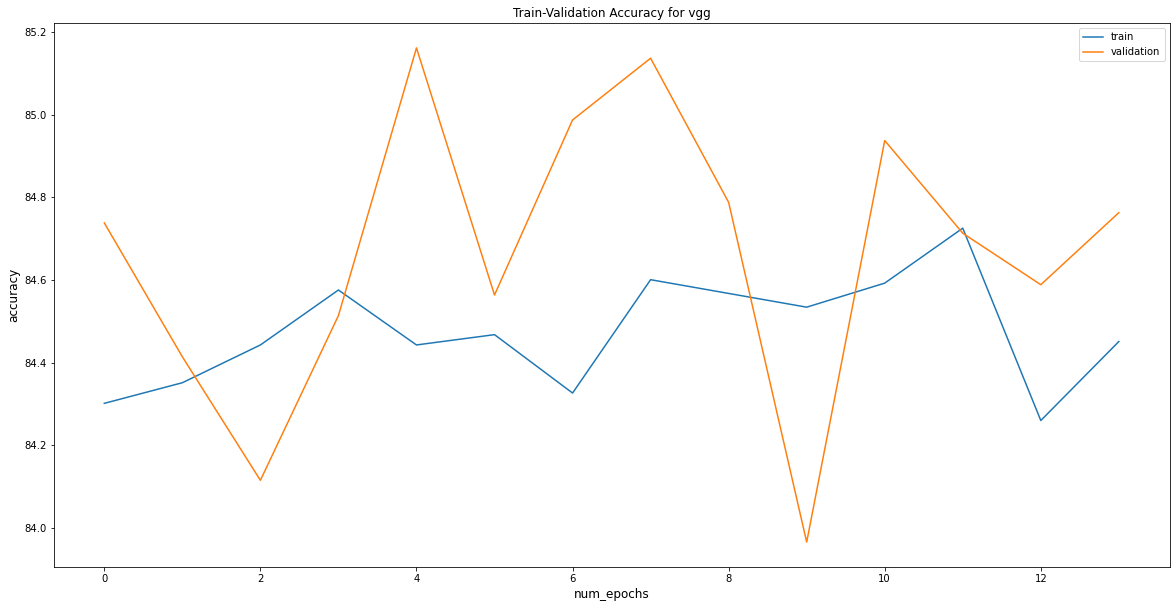 Train-Validation Accuracy for vgg
train
validation
85.2
85.0
84.8
84.6
84.4
84.2
84.0
accuracy
0 2 4 6 8 10 12
num_epochs